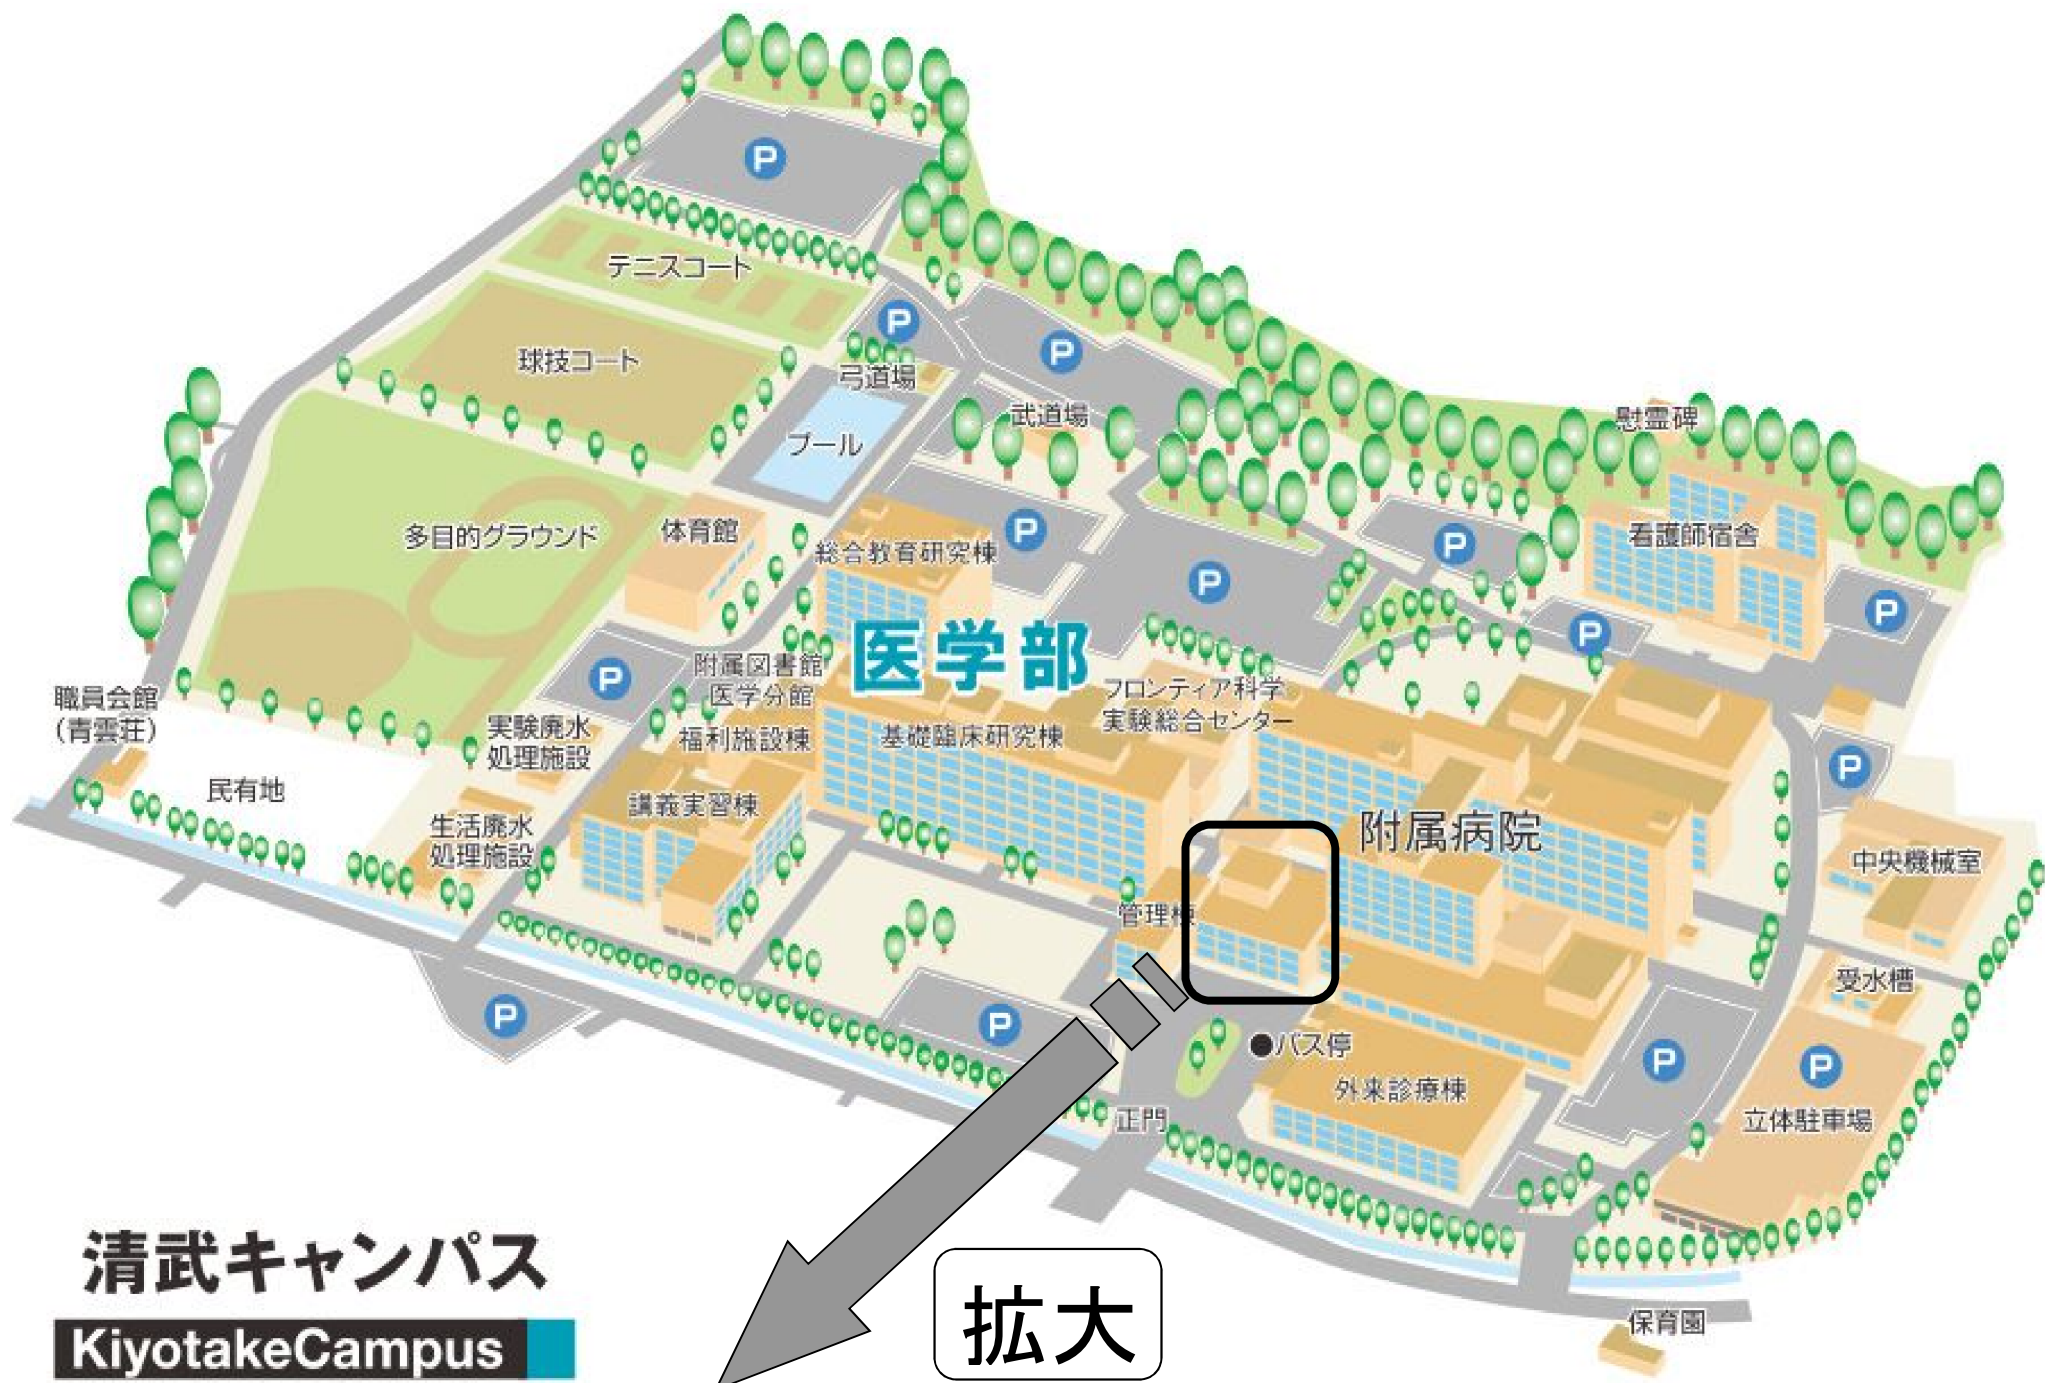 P
テニスコート
P
P
球技コート
弓道場
武道場
慰霊碑
プール
多目的グラウンド
体育館
総合教育研究棟
P
P
看護師宿舎
P
P
P
医学部
附属図書館
医学分館
P
フロンティア科学
実験総合センター
職員会館
(青雲荘)
実験廃水
処理施設
福利施設棟
基礎臨床研究棟
P
民有地
講義実習棟
生活廃水
処理施設
附属病院
中央機械室
管理棟
受水槽
P
P
バス停
P
P
外来診療棟
正門
立体駐車場
清武キャンパス
KiyotakeCampus
拡大
保育園